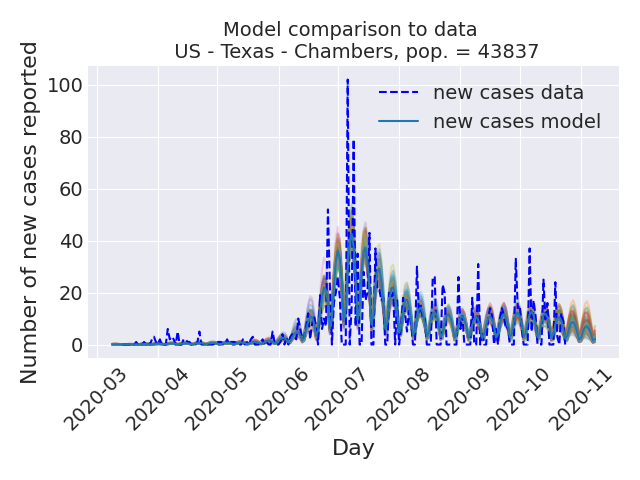 Model comparison to data
US - Texas - Chambers, pop. = 43837
Number of new cases reported
100
80
60
40
20
0
new cases data
new cases model
2020-03
2020-04
2020-05
2020-06
2020-07
2020-08
2020-09
2020-10
2020-11
Day